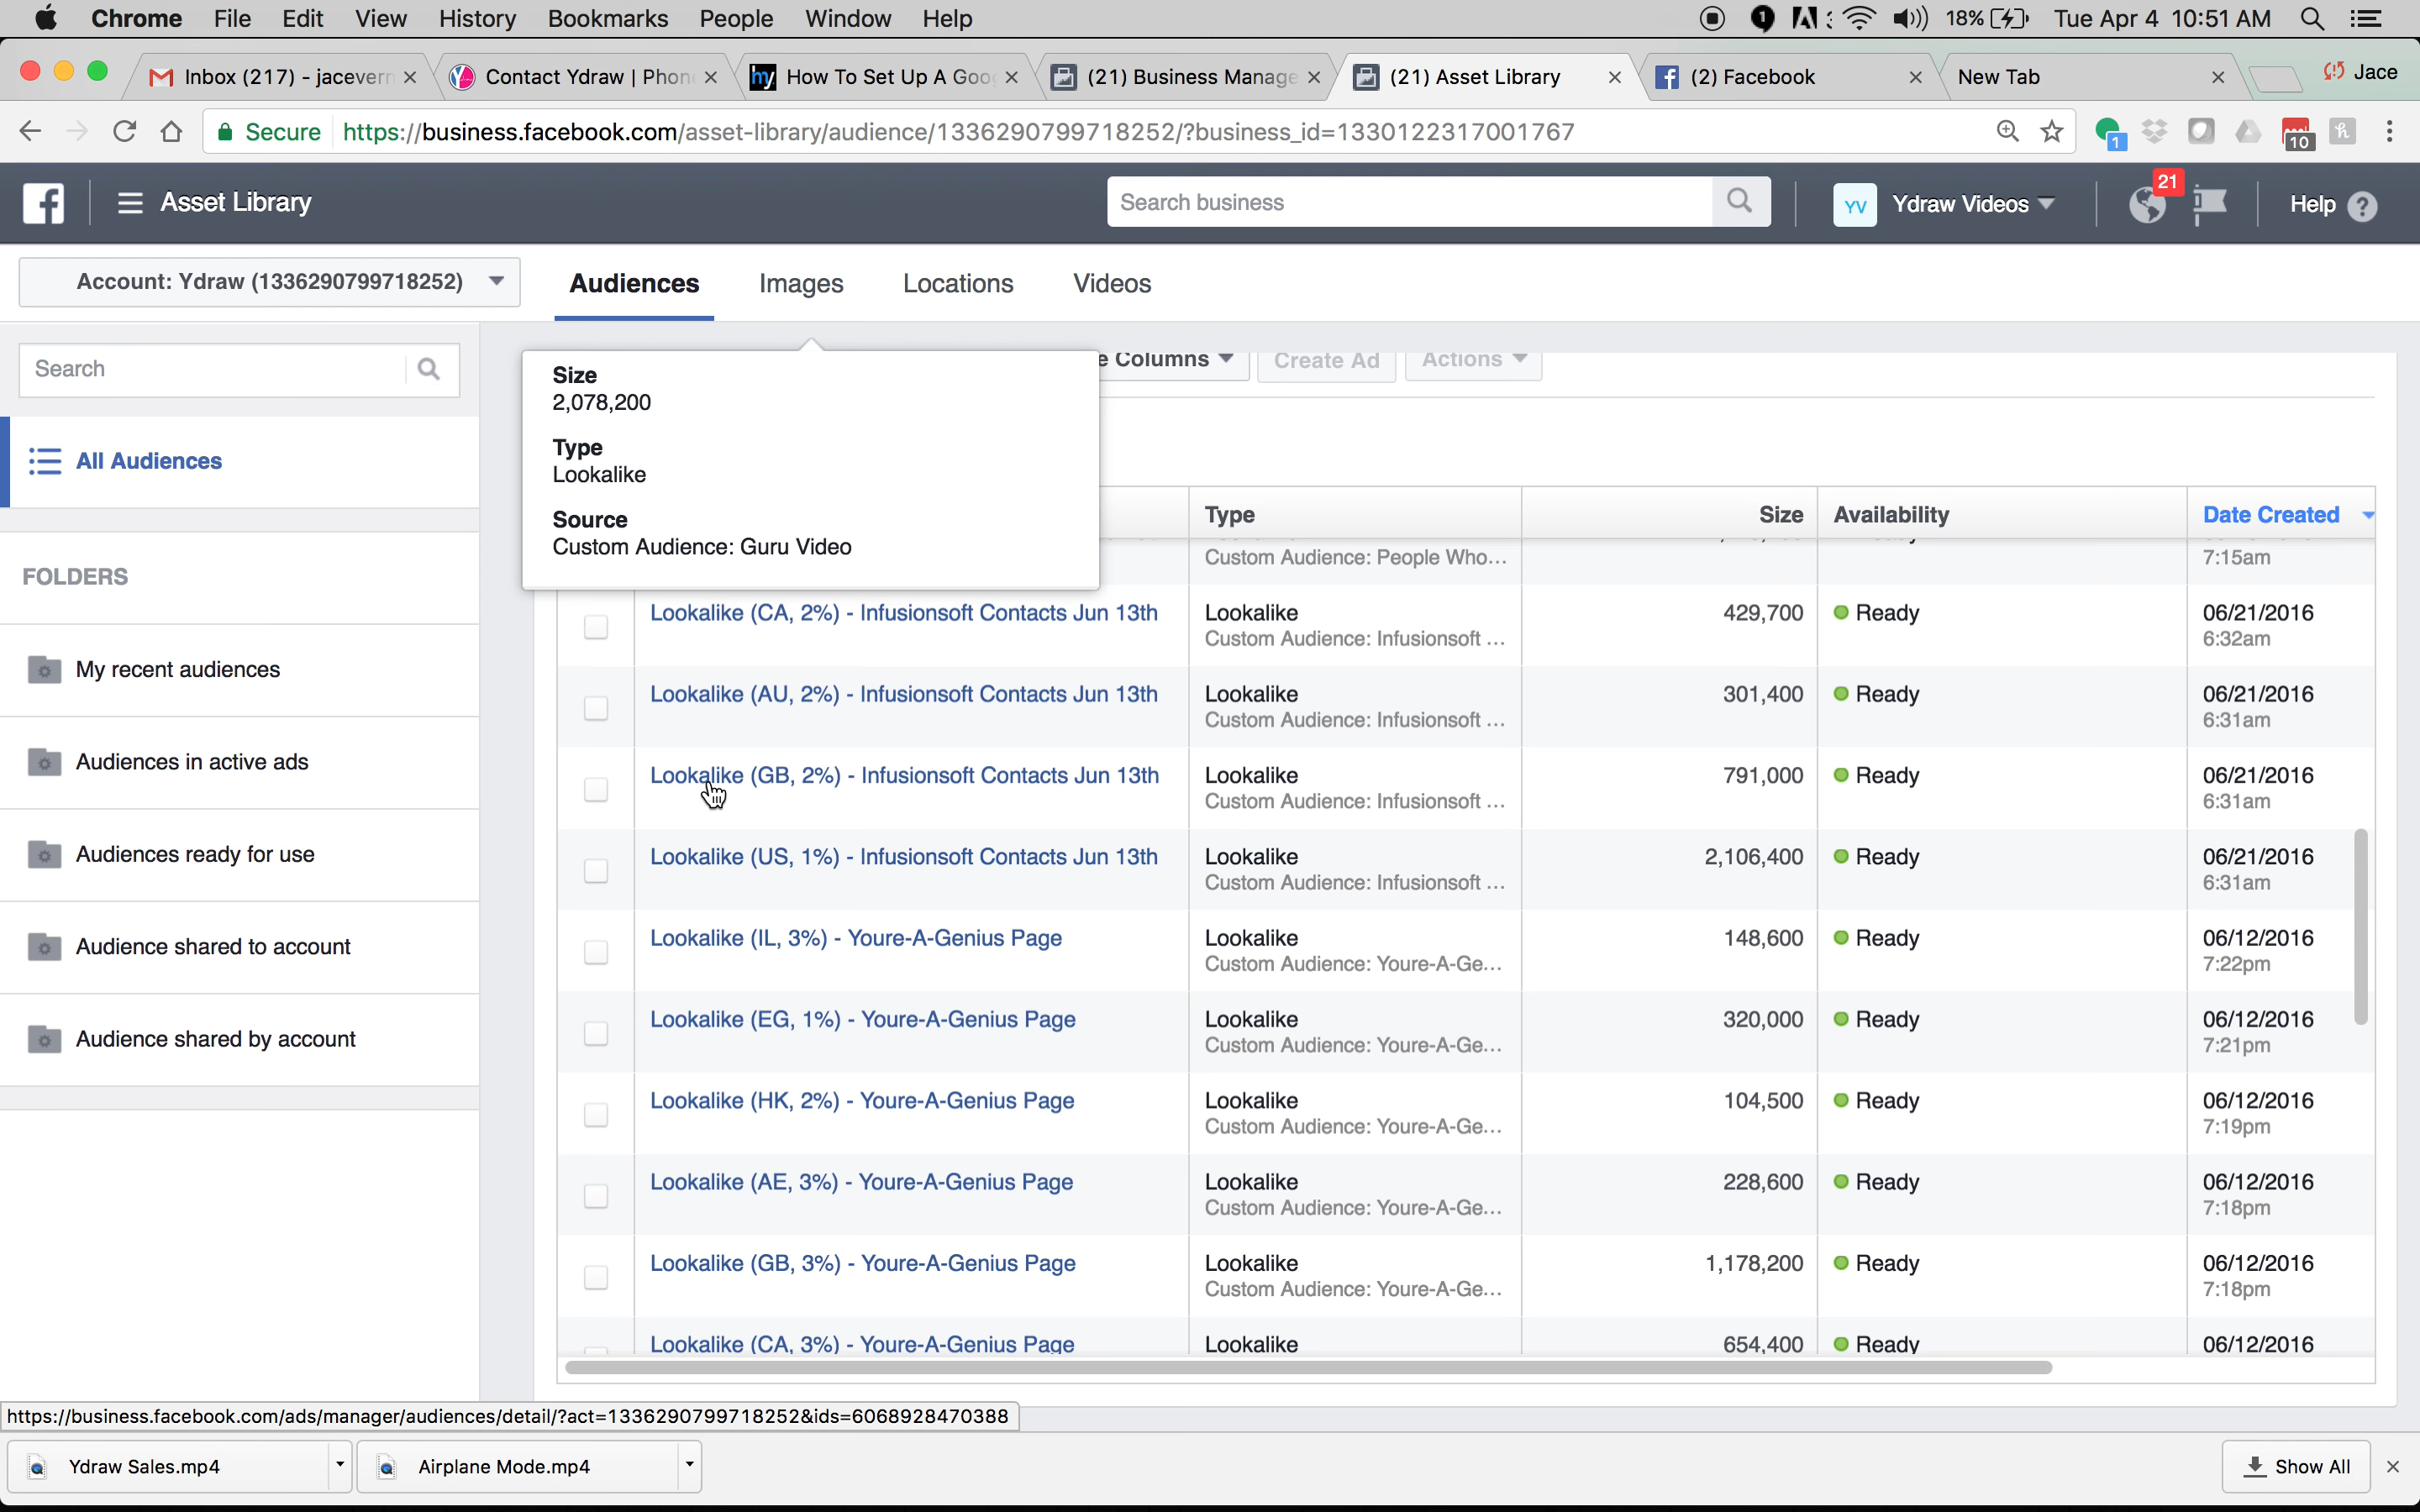 Chrome File Edit View History Bookmarks People Window Help 18% Tue Apr 4 10:51 AM
Inbox (217) - jacevern Contact Ydraw | Phon How To Set Up A Goo (21) Business Manage (21) Asset Library (2) Facebook New Tab Jace
Secure https://business.facebook.com/asset-library/audience/1336290799718252/?business_id=1330122317001767 1 10
Asset Library Search business YV Ydraw Videos 21 Help ?
Account: Ydraw (1336290799718252) Audiences Images Locations Videos
Search
e Columns Create Ad Actions
Size
2,078,200
Type
Lookalike
Source
Custom Audience: Guru Video
All Audiences
FOLDERS
My recent audiences
Audiences in active ads
Audiences ready for use
Audience shared to account
Audience shared by account
Type Size Availability Date Created
Custom Audience: People Who... 7:15am
Lookalike (CA, 2%) - Infusionsoft Contacts Jun 13th Lookalike 429,700 Ready 06/21/2016
Custom Audience: Infusionsoft ... 6:32am
Lookalike (AU, 2%) - Infusionsoft Contacts Jun 13th Lookalike 301,400 Ready 06/21/2016
Custom Audience: Infusionsoft ... 6:31am
Lookalike (GB, 2%) - Infusionsoft Contacts Jun 13th Lookalike 791,000 Ready 06/21/2016
Custom Audience: Infusionsoft ... 6:31am
Lookalike (US, 1%) - Infusionsoft Contacts Jun 13th Lookalike 2,106,400 Ready 06/21/2016
Custom Audience: Infusionsoft ... 6:31am
Lookalike (IL, 3%) - Youre-A-Genius Page Lookalike 148,600 Ready 06/12/2016
Custom Audience: Youre-A-Ge... 7:22pm
Lookalike (EG, 1%) - Youre-A-Genius Page Lookalike 320,000 Ready 06/12/2016
Custom Audience: Youre-A-Ge... 7:21pm
Lookalike (HK, 2%) - Youre-A-Genius Page Lookalike 104,500 Ready 06/12/2016
Custom Audience: Youre-A-Ge... 7:19pm
Lookalike (AE, 3%) - Youre-A-Genius Page Lookalike 228,600 Ready 06/12/2016
Custom Audience: Youre-A-Ge... 7:18pm
Lookalike (GB, 3%) - Youre-A-Genius Page Lookalike 1,178,200 Ready 06/12/2016
Custom Audience: Youre-A-Ge... 7:18pm
Lookalike (CA, 3%) - Youre-A-Genius Page Lookalike 654,400 Ready 06/12/2016
https://business.facebook.com/ads/manager/audiences/detail/?act=1336290799718252&ids=6068928470388
Ydraw Sales.mp4 Airplane Mode.mp4 Show All